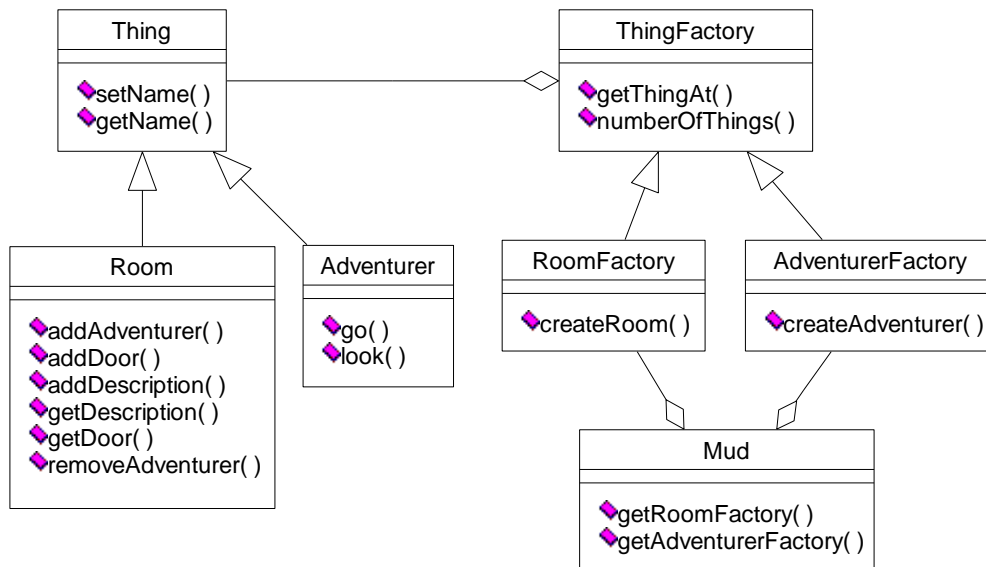 Thing
setName( )
getName( )
ThingFactory
getThingAt( )
numberOfThings( )
Room
addAdventurer( )
addDoor( )
addDescription( )
getDescription( )
getDoor( )
removeAdventurer( )
Adventurer
go( )
look( )
RoomFactory
createRoom( )
AdventurerFactory
createAdventurer( )
Mud
getRoomFactory( )
getAdventurerFactory( )